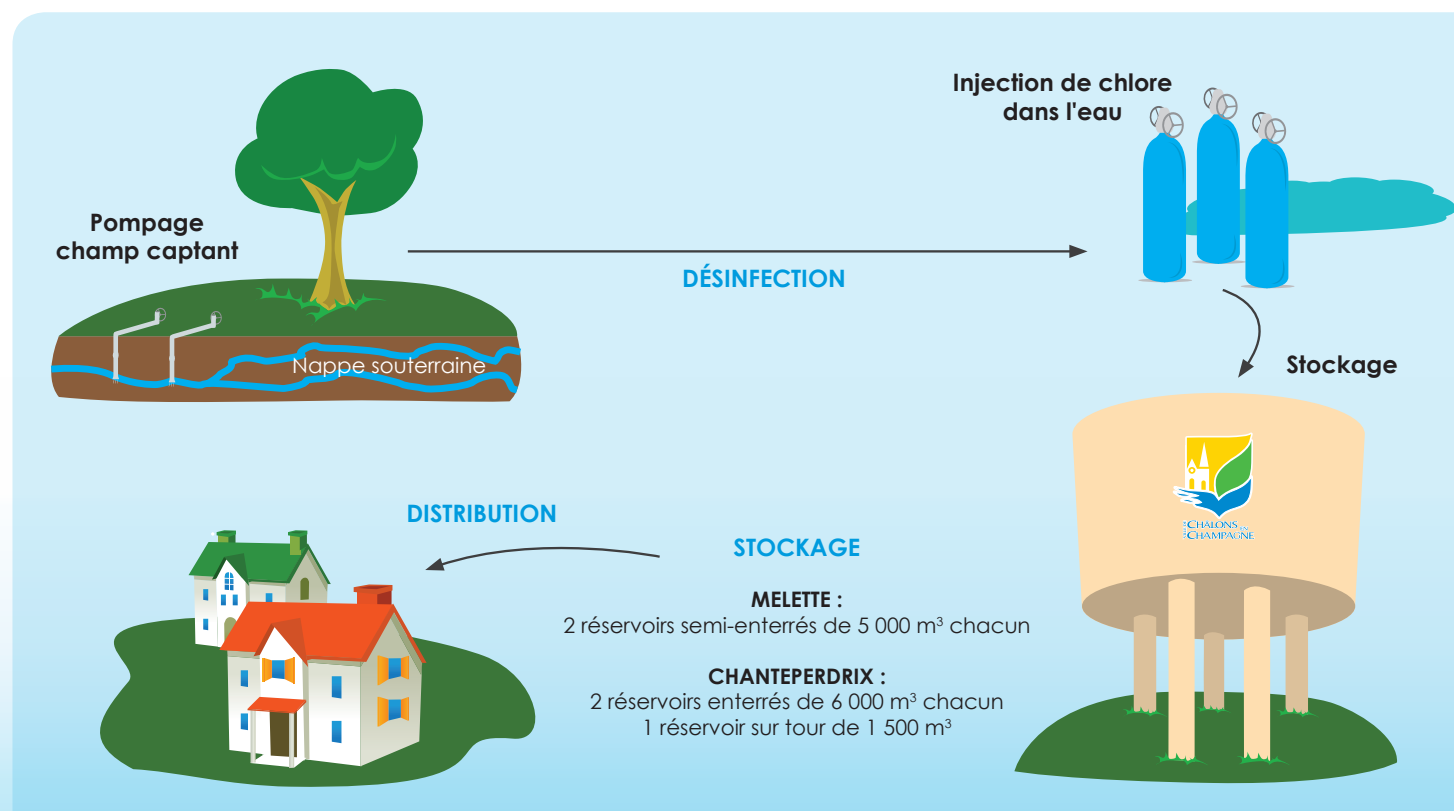 Pompage
champ captant
Nappe souterraine
DÉSINFECTION
Injection de chlore
dans l'eau
Stockage
CHÂLONS EN
CHAMPAGNE
DISTRIBUTION
STOCKAGE
MELETTE :
2 réservoirs semi-enterrés de 5 000 m³ chacun
CHANTEPERDRIX :
2 réservoirs enterrés de 6 000 m³ chacun
1 réservoir sur tour de 1 500 m³